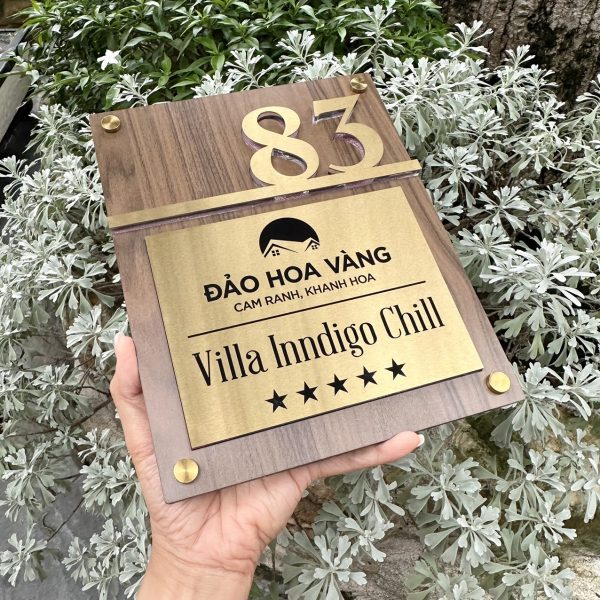 83
ĐẢO HOA VÀNG
CAM RANH, KHANH HOA
Villa Inndigo Chill